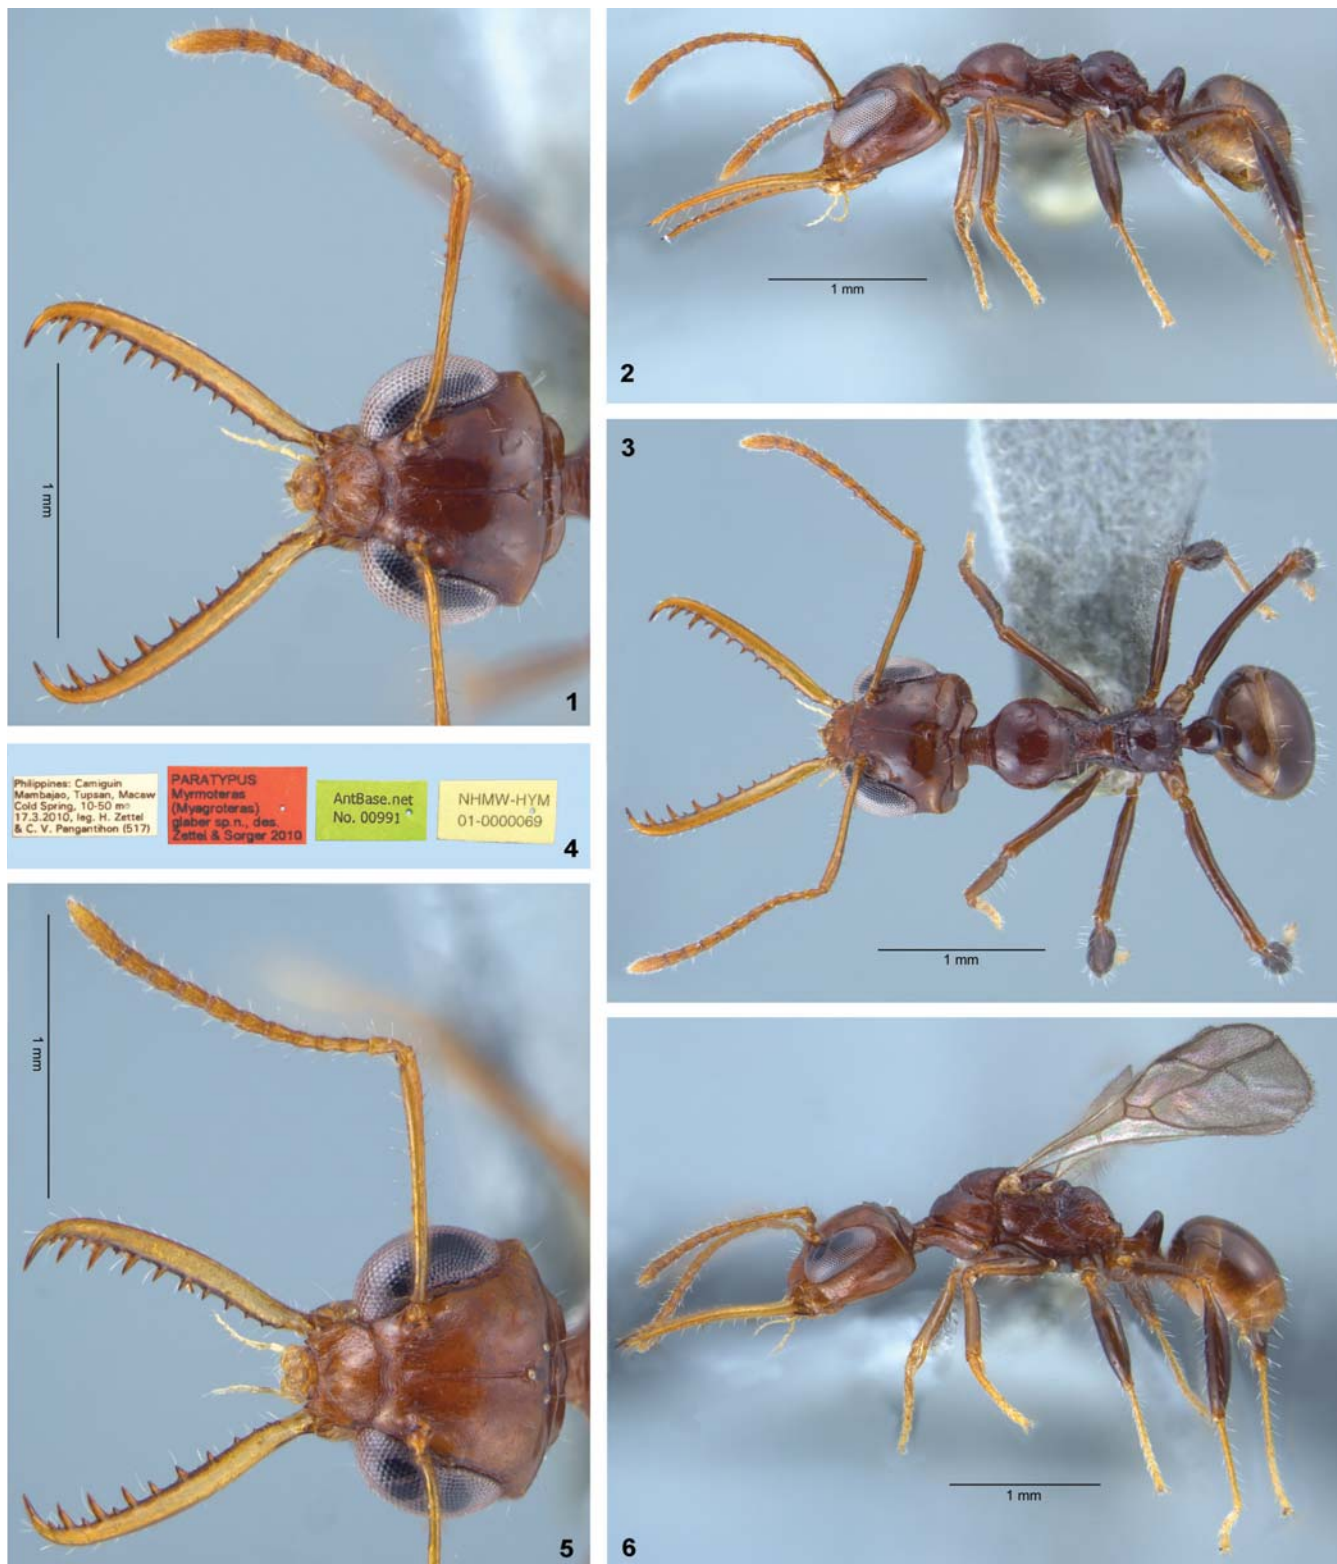 1 mm
1
1 mm
2
3
1 mm
Philippines: Camiguin
Mambajao, Tupsan, Macaw
Cold Spring, 10-50 m
17.3.2010, leg. H. Zettel
& C. V. Pangantihon (517)
PARATYPUS
Myrmoteras
(Myagroteras)
glaber sp.n., des.
Zettel & Sorger 2010
AntBase.net
No. 00991
NHMW-HYM
01-0000069
4
1 mm
5
1 mm
6